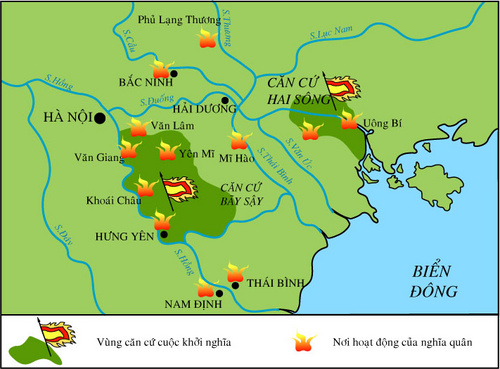 Phủ Lạng Thương
S.Thương
S.Lục Nam
S.Cầu
BẮC NINH
S.Hồng
S.Đuống
HẢI DƯƠNG
CĂN CỨ
HAI SÔNG
HÀ NỘI
Văn Lâm
Uông Bí
Văn Giang
Yên Mĩ
Mĩ Hào
S.Thái Bình
S.Văn Úc
Khoái Châu
CĂN CỨ
BÃY SẬY
HƯNG YÊN
S.Đáy
S.Hồng
THÁI BÌNH
NAM ĐỊNH
BIỂN
ĐÔNG
Vùng căn cứ cuộc khởi nghĩa
Nơi hoạt động của nghĩa quân